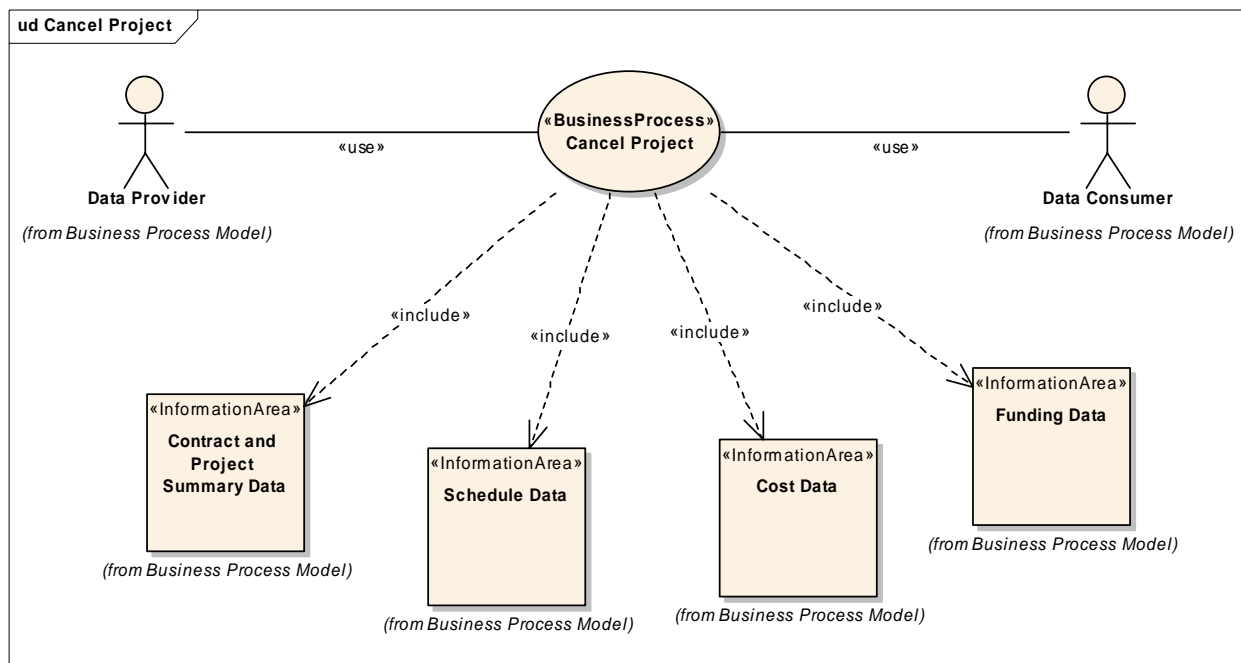 ud Cancel Project
«BusinessProcess»
Cancel Project
«use»
«use»
Data Provider
(from Business Process Model)
Data Consumer
(from Business Process Model)
«include»
«include»
«include»
«include»
«InformationArea»
Contract and
Project
Summary Data
(from Business Process Model)
«InformationArea»
Schedule Data
(from Business Process Model)
«InformationArea»
Cost Data
(from Business Process Model)
«InformationArea»
Funding Data
(from Business Process Model)